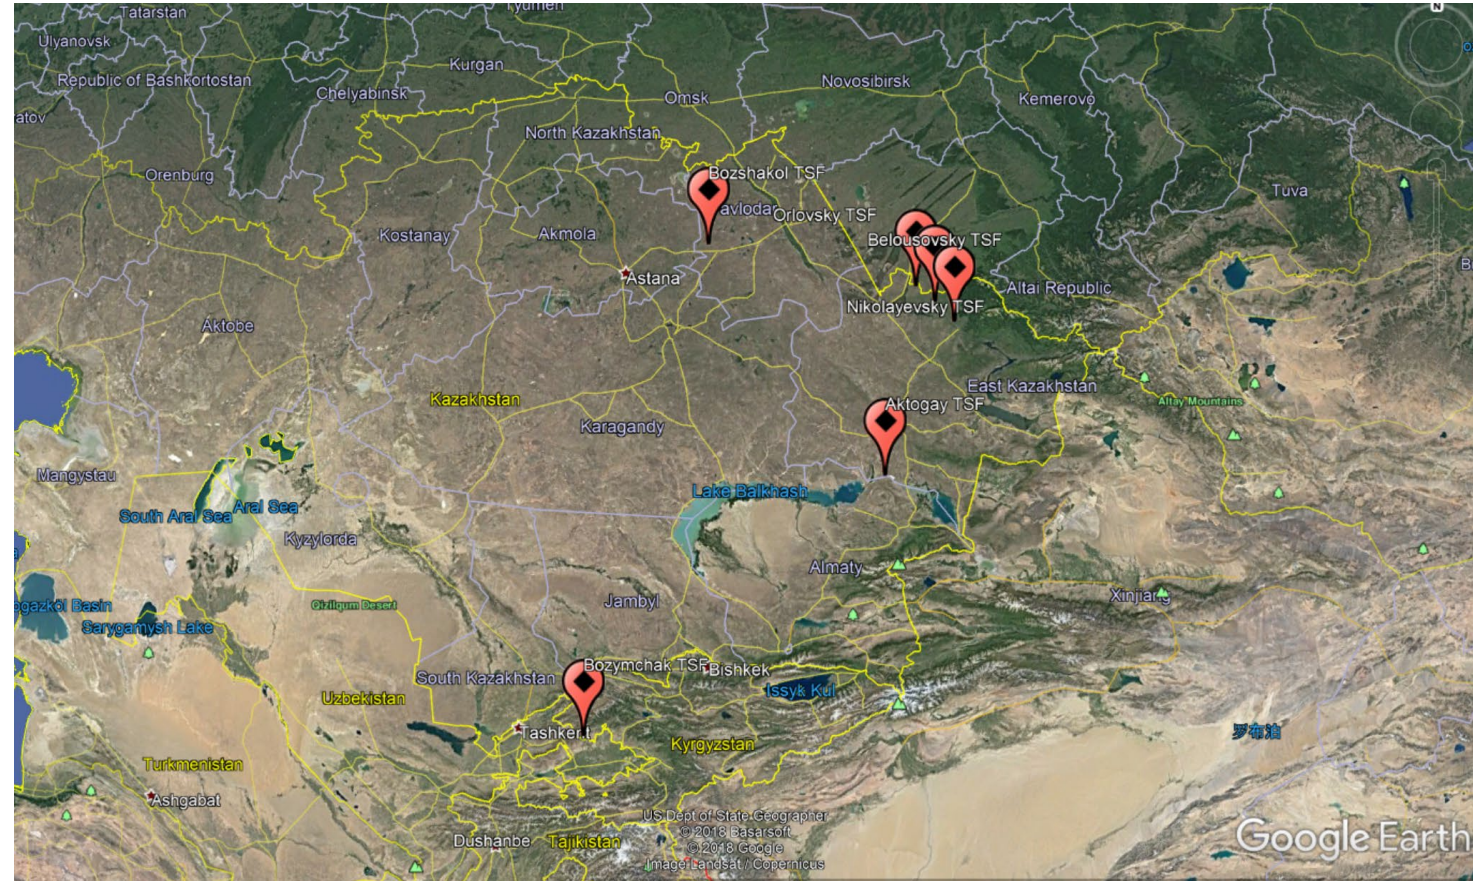 Tatarstan
Tyumen
N
Ulyanovsk
Kurgan
Republic of Bashkortostan
Chelyabinsk
Omsk
Novosibirsk
Kemerovo
atov
North Kazakhstan
Orenburg
Bozshakol TSF
Tuva
avlodar
Orlovsky TSF
Kostanay
Akmola
Belousovsky TSF
Astana
Altai Republic
Nikolayevsky TSF
Aktobe
East Kazakhstan
Kazakhstan
Altay Mountains
Aktogay TSF
Karagandy
Mangystau
Lake Balkhash
South Aral Sea
Aral Sea
Kyzylorda
Almaty
Xinjiang
Qizilqum Desert
Jambyl
ogazköl Basin
Sarygamysh Lake
Bozymchak TSF
Bishkek
South Kazakhstan
Issyk Kul
Uzbekistan
Tashkent
Kyrgyzstan
罗布泊
Turkmenistan
Ashgabat
US Dept of State Geographer
© 2018 Basarsoft
© 2018 Google
Image Landsat / Copernicus
Dushanbe
Tajikistan
Google Earth